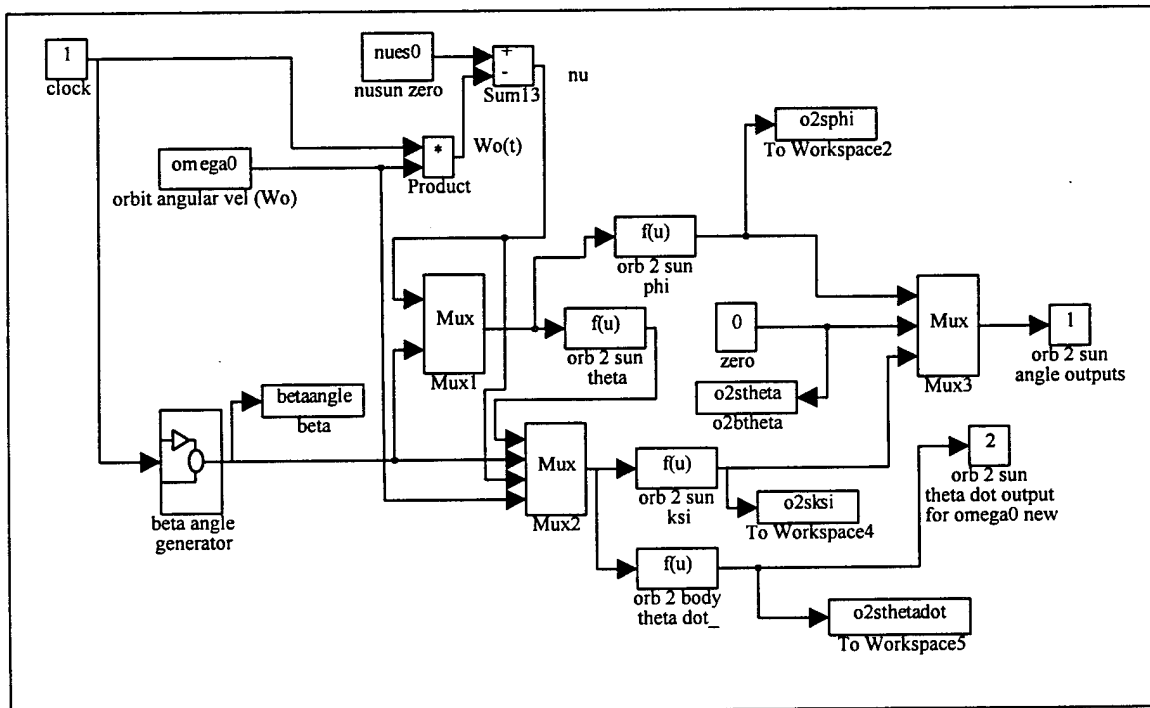 1
clock
nues0
nusun zero
+
-
Sum13
nu
omega0
orbit angular vel (Wo)
*
Product
Wo(t)
o2sphi
To Workspace2
f(u)
orb 2 sun
phi
Mux
Mux1
f(u)
orb 2 sun
theta
0
zero
o2stheta
o2btheta
Mux
Mux3
1
orb 2 sun
angle outputs
betaangle
beta
beta angle
generator
Mux
Mux2
f(u)
orb 2 sun
ksi
o2sksi
To Workspace4
2
orb 2 sun
theta dot output
for omega0 new
f(u)
orb 2 body
theta dot_
o2sthetadot
To Workspace5